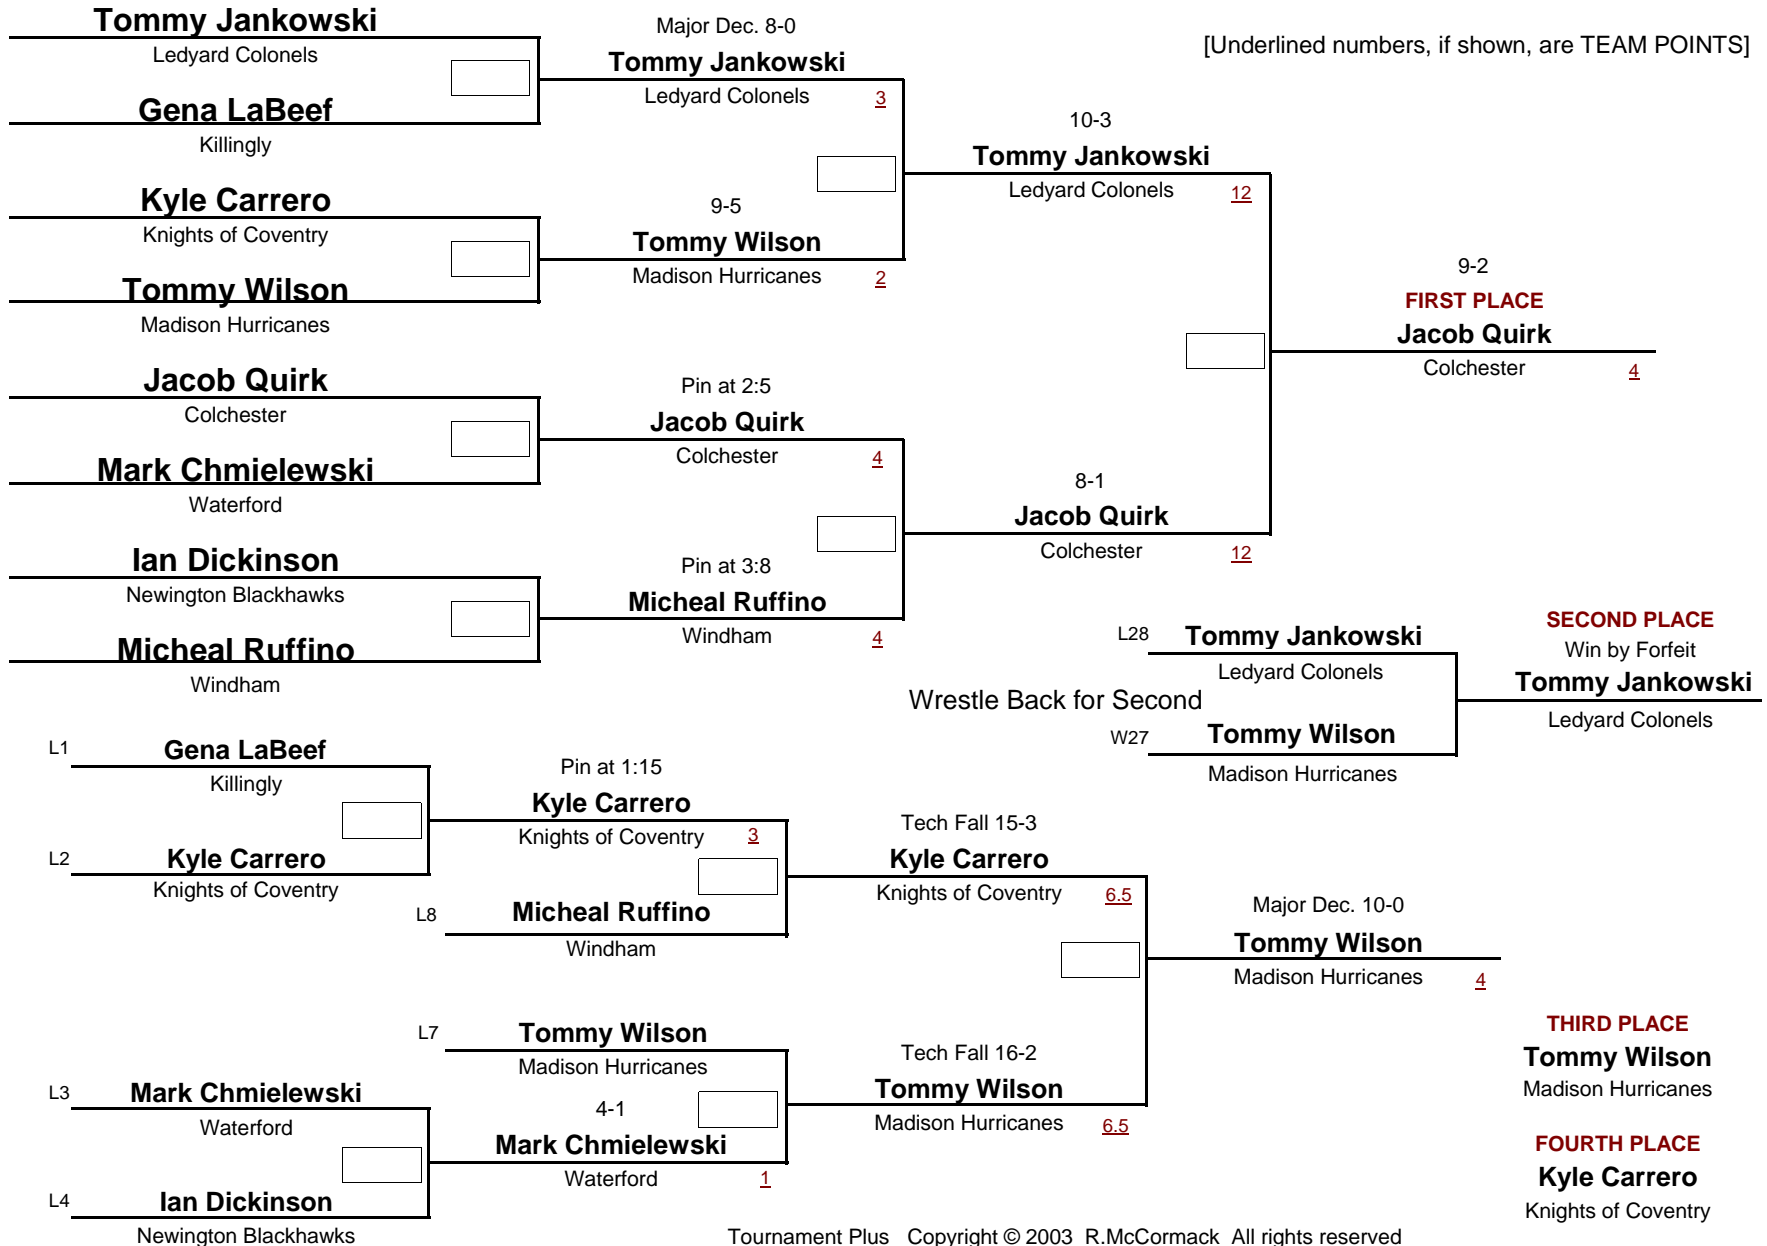 Tommy Jankowski
Ledyard Colonels
Gena LaBeef
Killingly
Kyle Carrero
Knights of Coventry
Tommy Wilson
Madison Hurricanes
Jacob Quirk
Colchester
Mark Chmielewski
Waterford
Ian Dickinson
Newington Blackhawks
Micheal Ruffino
Windham
Major Dec. 8-0
Tommy Jankowski
Ledyard Colonels 3
9-5
Tommy Wilson
Madison Hurricanes 2
Pin at 2:5
Jacob Quirk
Colchester 4
Pin at 3:8
Micheal Ruffino
Windham 4
10-3
Tommy Jankowski
Ledyard Colonels 12
8-1
Jacob Quirk
Colchester 12
[Underlined numbers, if shown, are TEAM POINTS]
9-2
FIRST PLACE
Jacob Quirk
Colchester 4
L28 Tommy Jankowski
Ledyard Colonels
Wrestle Back for Second
W27 Tommy Wilson
Madison Hurricanes
SECOND PLACE
Win by Forfeit
Tommy Jankowski
Ledyard Colonels
L1 Gena LaBeef
Killingly
L2 Kyle Carrero
Knights of Coventry
L3 Mark Chmielewski
Waterford
L4 Ian Dickinson
Newington Blackhawks
Pin at 1:15
Kyle Carrero
Knights of Coventry 3
L8 Micheal Ruffino
Windham
L7 Tommy Wilson
Madison Hurricanes
4-1
Mark Chmielewski
Waterford 1
Tech Fall 15-3
Kyle Carrero
Knights of Coventry 6.5
Tech Fall 16-2
Tommy Wilson
Madison Hurricanes 6.5
Major Dec. 10-0
Tommy Wilson
Madison Hurricanes 4
THIRD PLACE
Tommy Wilson
Madison Hurricanes
FOURTH PLACE
Kyle Carrero
Knights of Coventry
Tournament Plus Copyright © 2003 R.McCormack All rights reserved